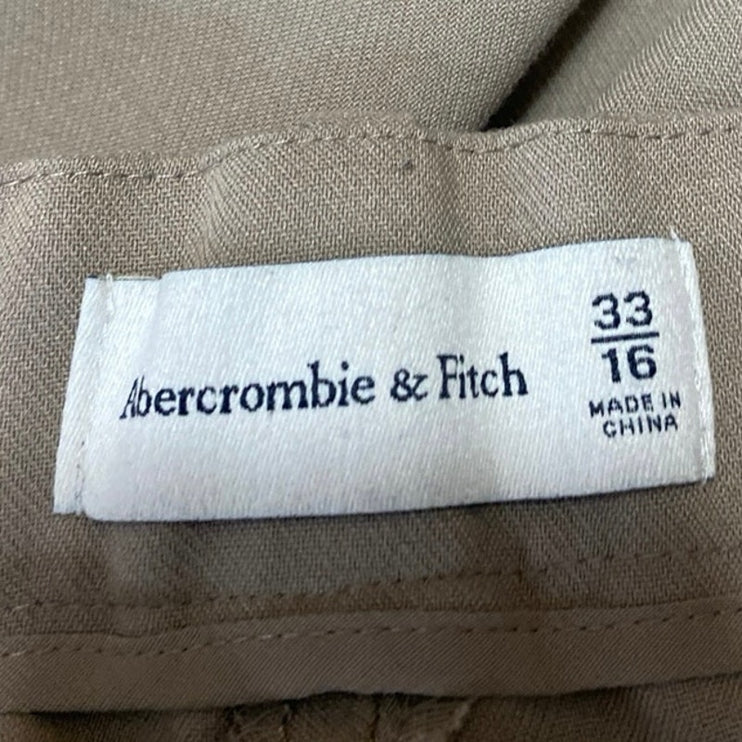 Abercrombie & Fitch
33
16
MADE IN
CHINA